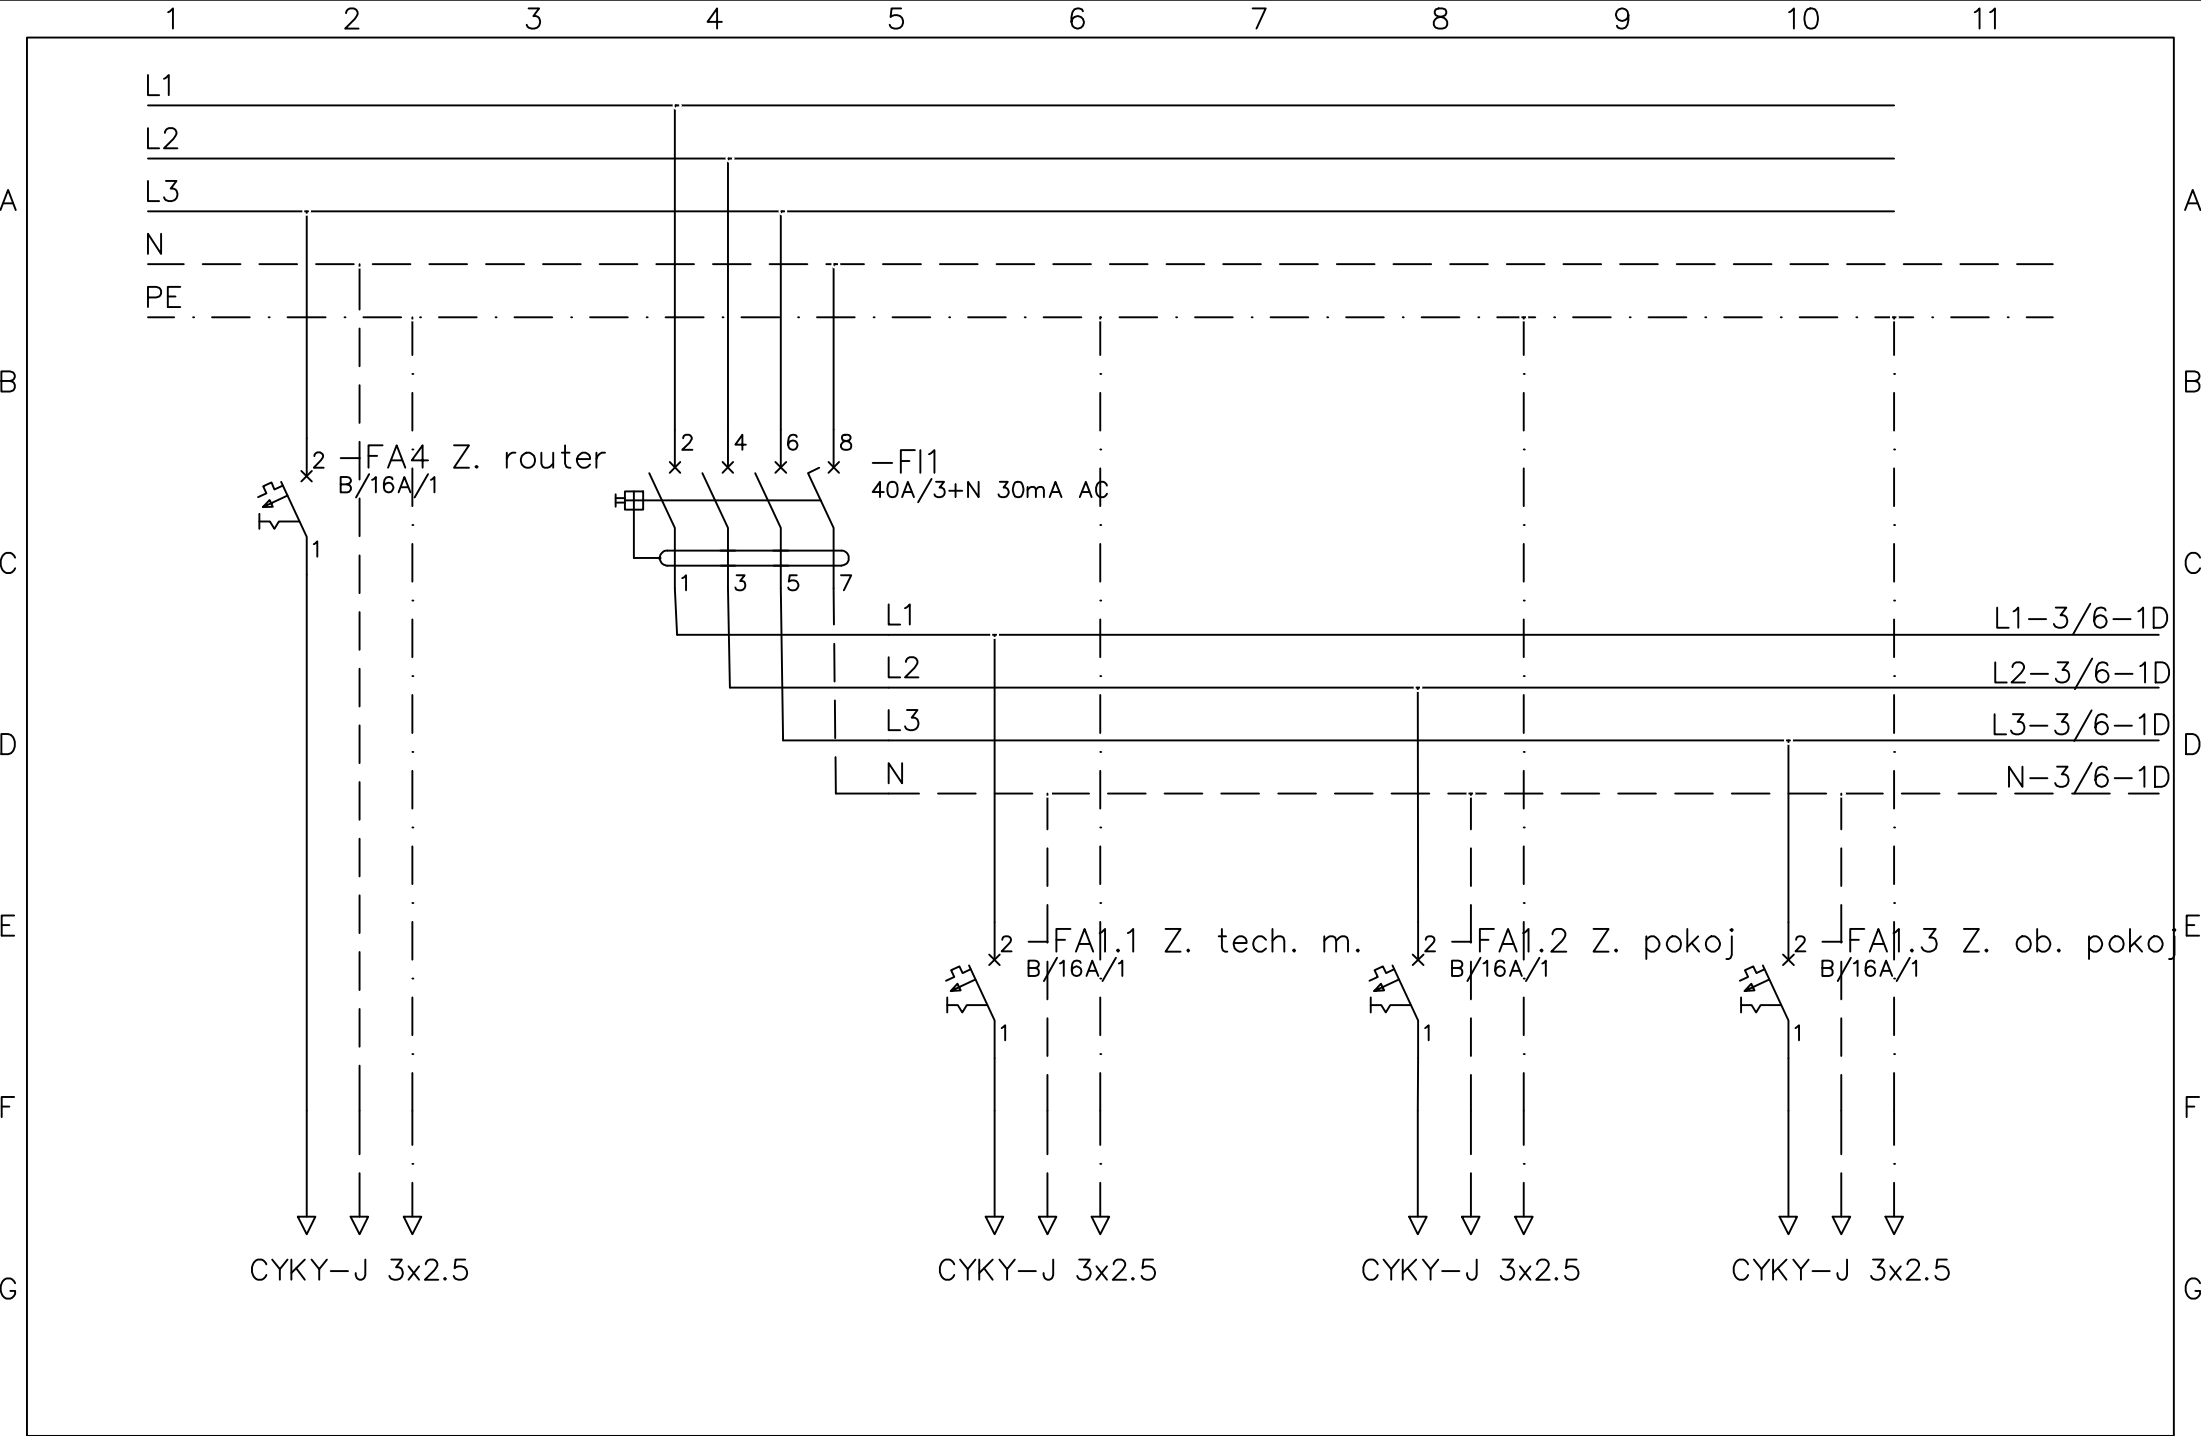 1 2 3 4 5 6 7 8 9 10 11
L1
L2
L3
A A
N
PE
B B
2 4 6 8
2 -FA4 Z. router
-FI1
B/16A/1
40A/3+N 30mA AC
1
C C
1 3 5 7
L1 L1-3/6-1D
L2 L2-3/6-1D
L3 L3-3/6-1D
D D
N N-3/6-1D
E E
2 -FA1.1 Z. tech. m. 2 -FA1.2 Z. pokoj 2 -FA1.3 Z. ob. pokoj
B/16A/1 B/16A/1 B/16A/1
1 1 1
F F
CYKY-J 3x2.5 CYKY-J 3x2.5 CYKY-J 3x2.5 CYKY-J 3x2.5
G G